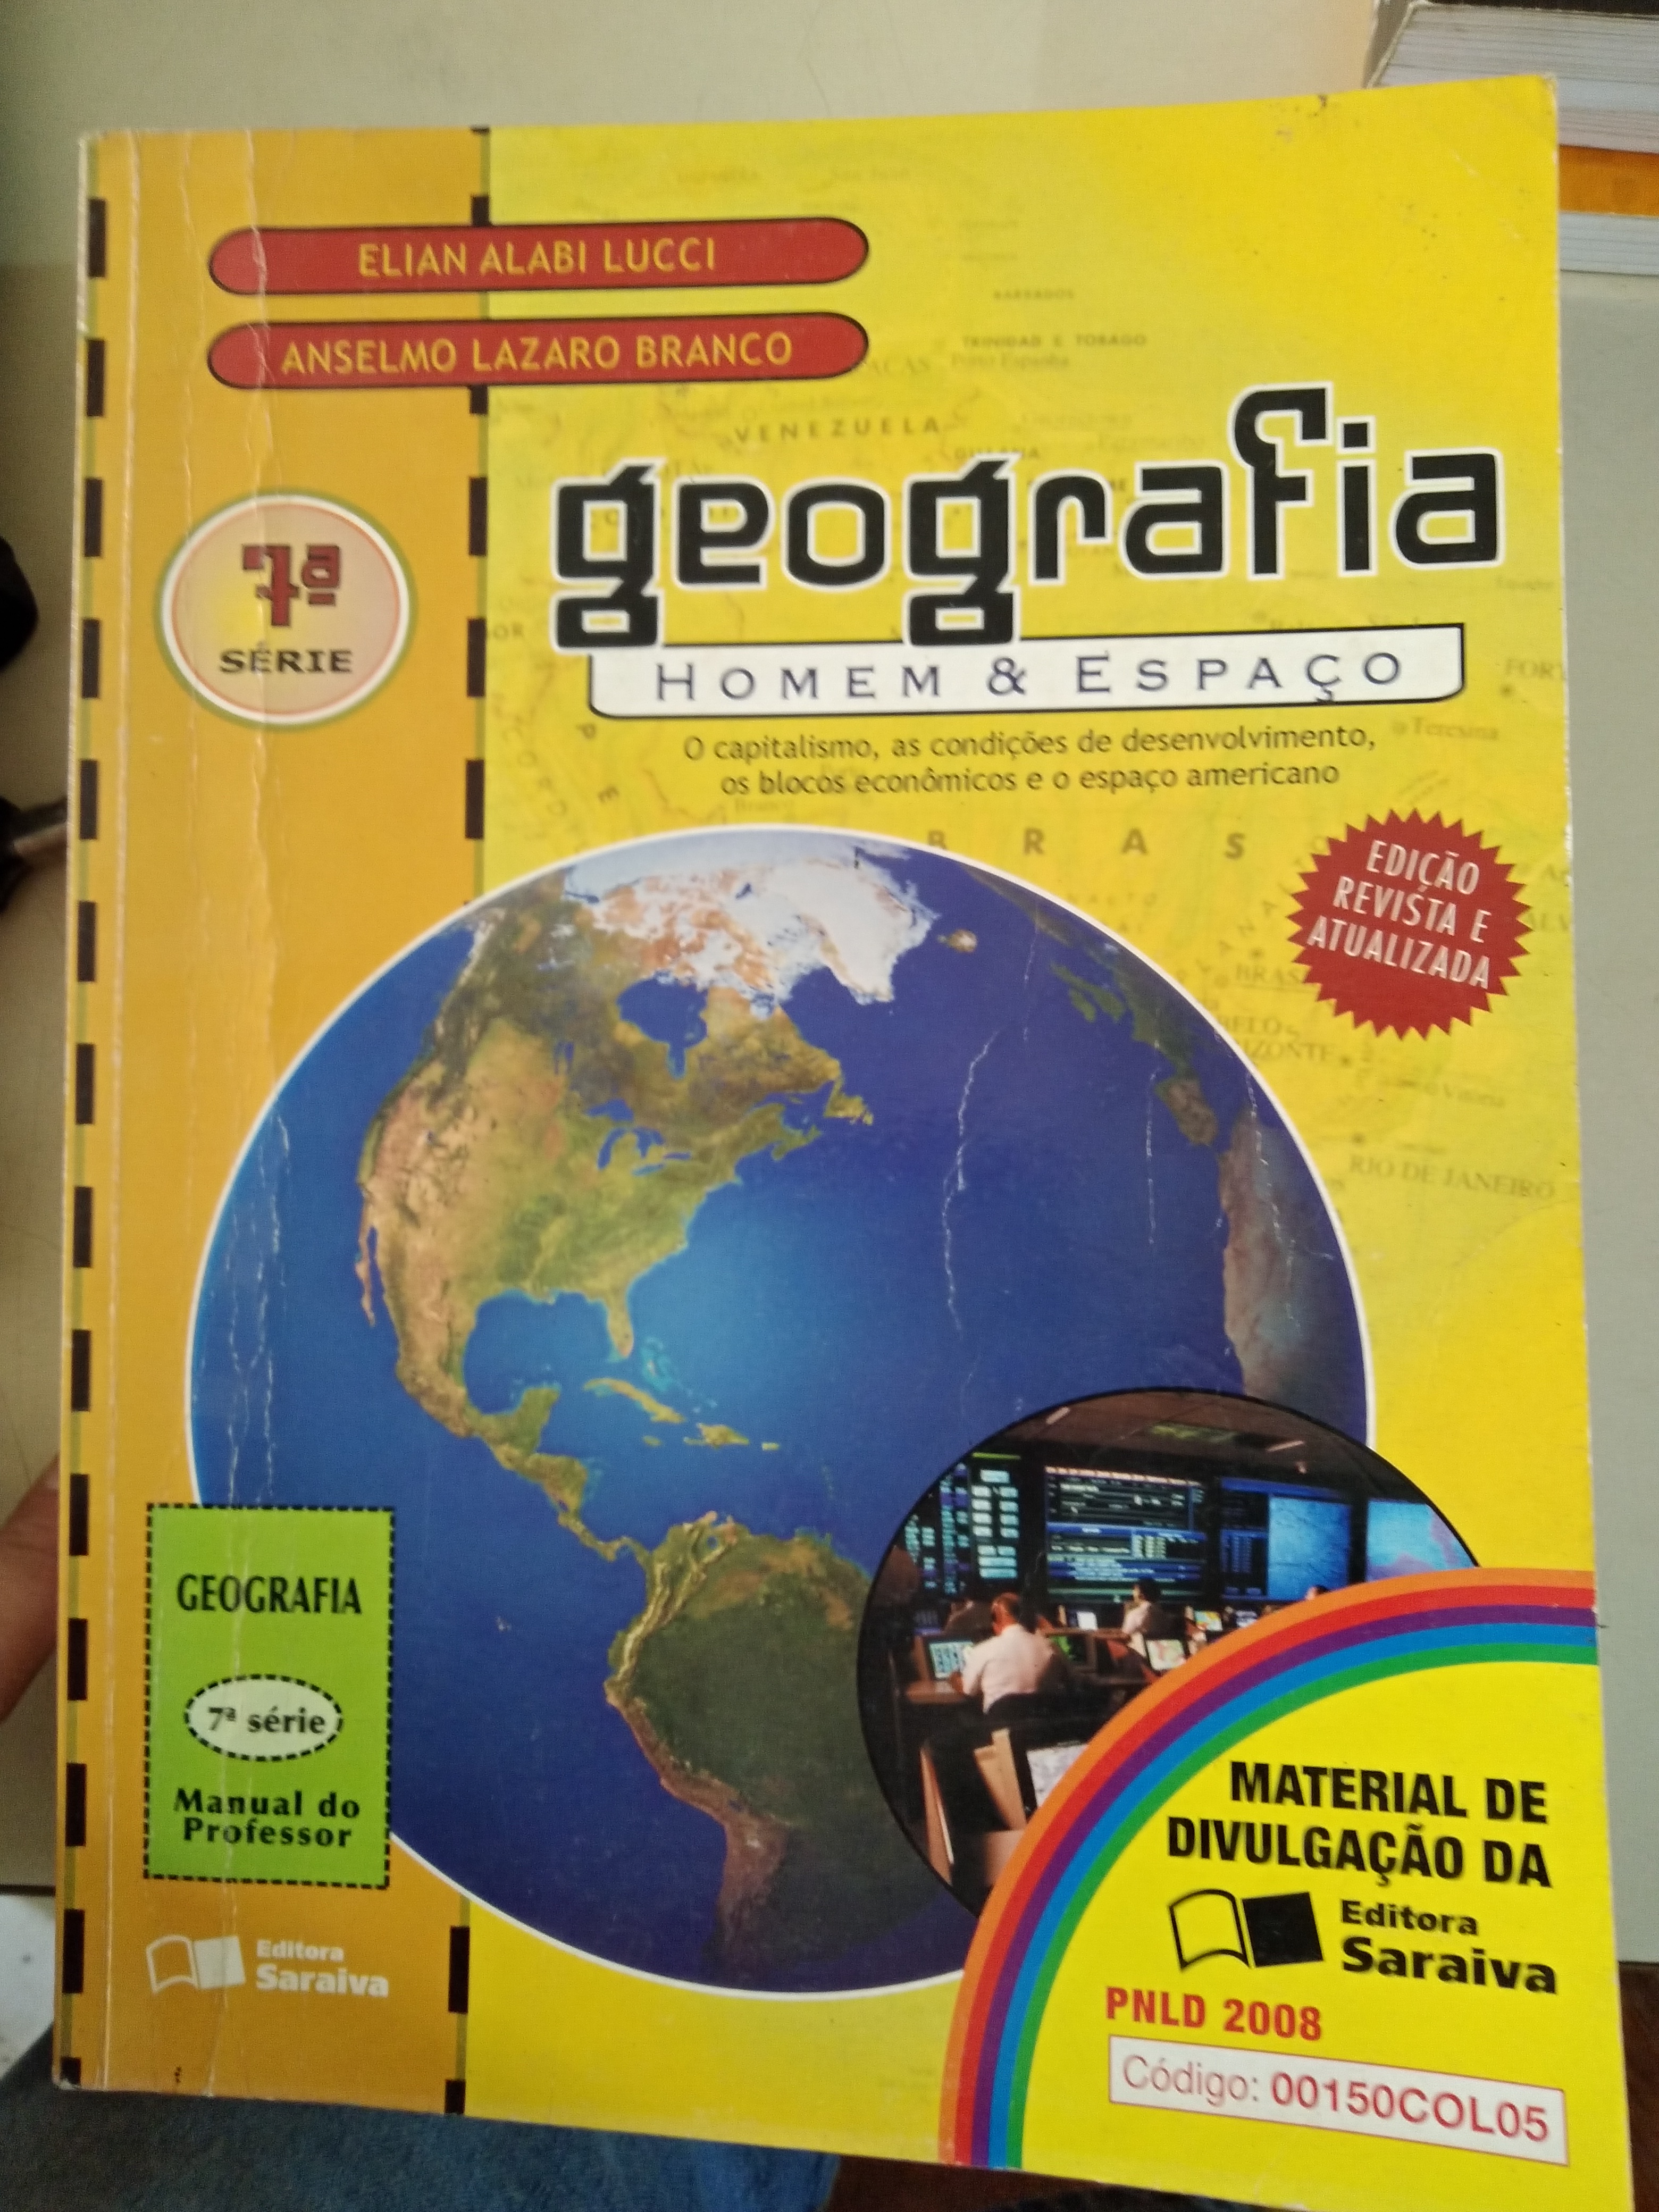 ELIAN ALABI LUCCI
ANSELMO LAZARO BRANCO
TRINIDAD E TOBAGO
VENEZUELA
geografia
7ª
SÉRIE
HOMEM & ESPAÇO
O capitalismo, as condições de desenvolvimento,
os blocos econômicos e o espaço americano
Teresina
B R A S
EDIÇÃO
REVISTA E
ATUALIZADA
Vitória
RIO DE JANEIRO
GEOGRAFIA
7ª série
Manual do
Professor
Editora
Saraiva
MATERIAL DE
DIVULGAÇÃO DA
Editora
Saraiva
PNLD 2008
Código: 00150COL05